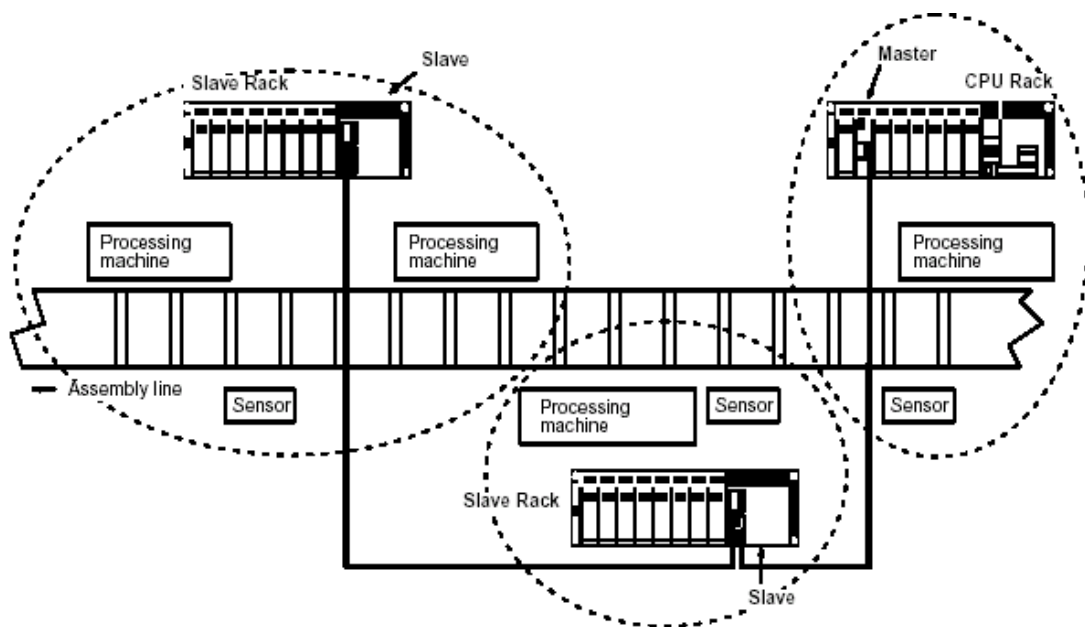 Slave
Slave Rack
Master
CPU Rack
Processing
machine
Processing
machine
Processing
machine
Assembly line
Sensor
Processing
machine
Sensor
Sensor
Slave Rack
Slave